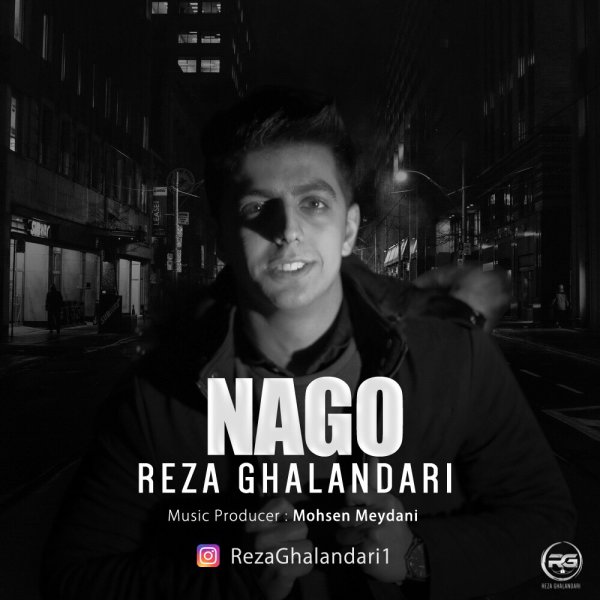 NAGO
REZA GHALANDARI
Music Producer : Mohsen Meydani
RezaGhalandari1
RG
REZA GHALANDARI